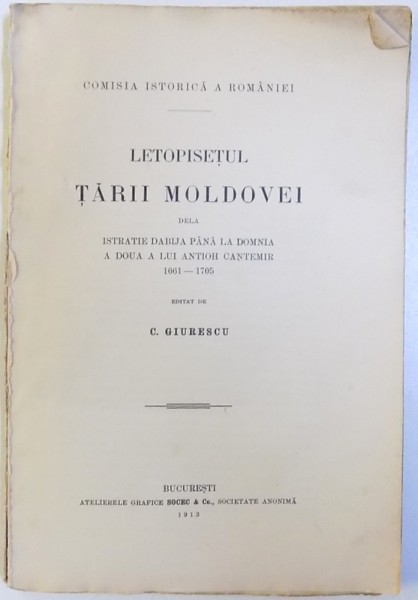 COMISIA ISTORICĂ A ROMÂNIEI
LETOPISEȚUL
ȚĂRII MOLDOVEI
DELA
ISTRATIE DABIJA PÂNĂ LA DOMNIA
A DOUA A LUI ANTIOH CANTEMIR
1661 — 1705
EDITAT DE
C. GIURESCU
BUCUREȘTI
ATELIERELE GRAFICE SOCEC & Co., SOCIETATE ANONIMĂ
1913